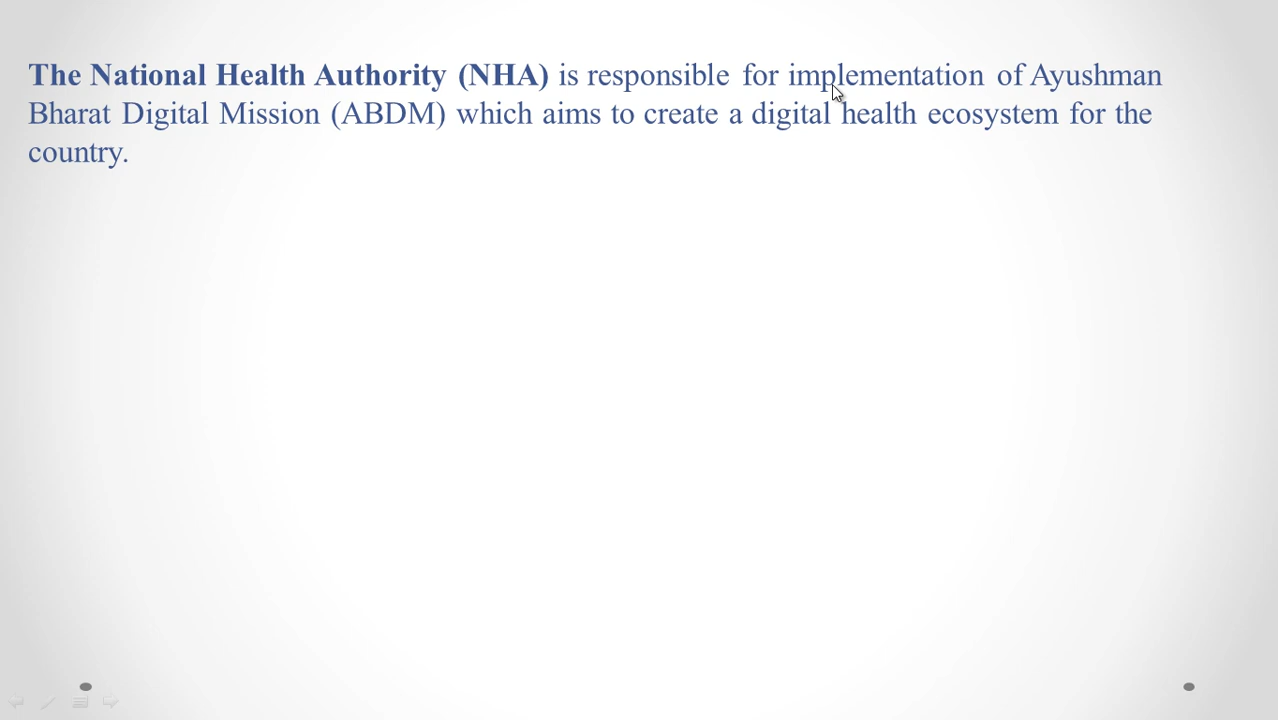 The National Health Authority (NHA) is responsible for implementation of Ayushman
Bharat Digital Mission (ABDM) which aims to create a digital health ecosystem for the
country.